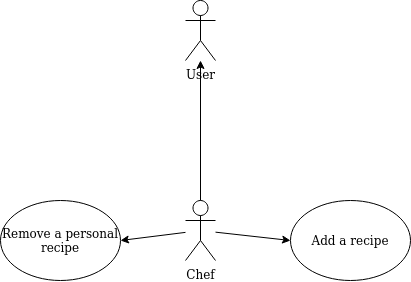 User
Remove a personal
recipe
Add a recipe
Chef